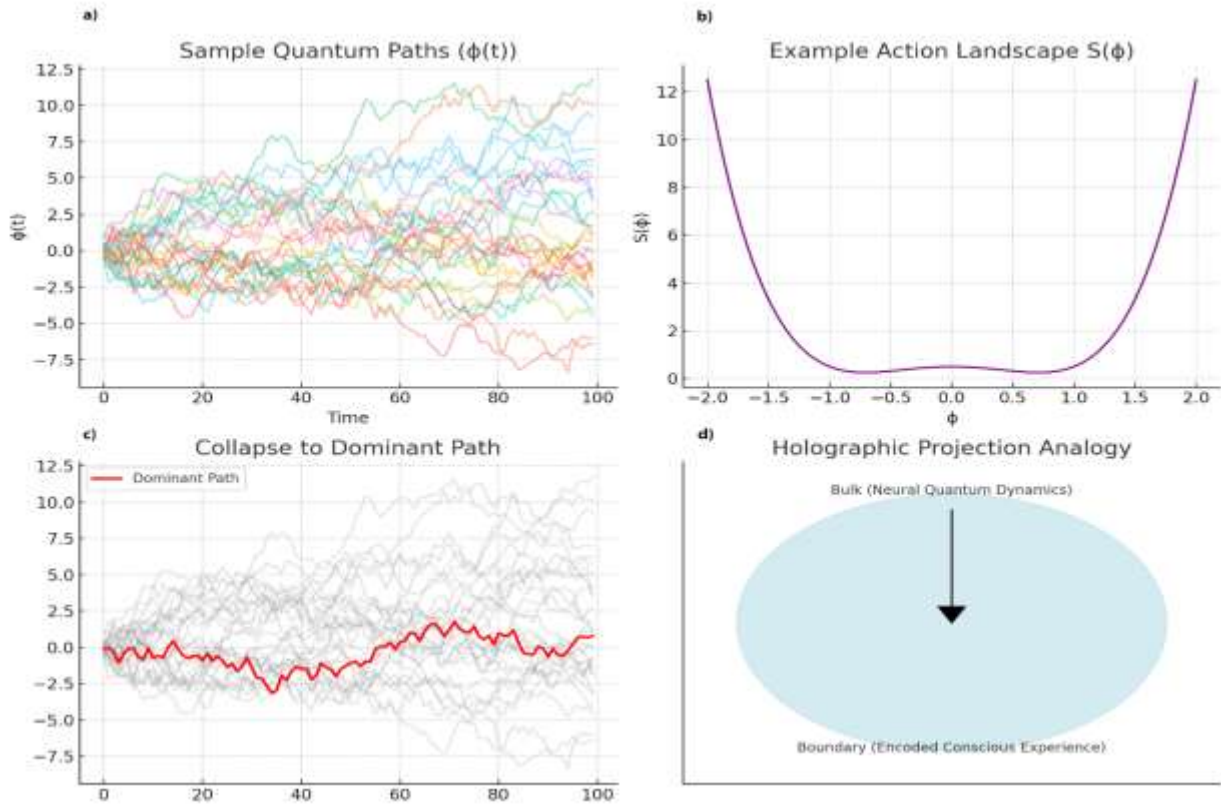 a)
Sample Quantum Paths (ϕ(t))
12.5
10.0
7.5
5.0
2.5
0.0
−2.5
−5.0
−7.5
ϕ(t)
0 20 40 60 80 100
Time
b)
Example Action Landscape S(ϕ)
12
10
8
6
4
2
0
S(ϕ)
−2.0 −1.5 −1.0 −0.5 0.0 0.5 1.0 1.5 2.0
ϕ
c)
Collapse to Dominant Path
Dominant Path
12.5
10.0
7.5
5.0
2.5
0.0
−2.5
−5.0
−7.5
0 20 40 60 80 100
d)
Holographic Projection Analogy
Bulk (Neural Quantum Dynamics)
Boundary (Encoded Conscious Experience)